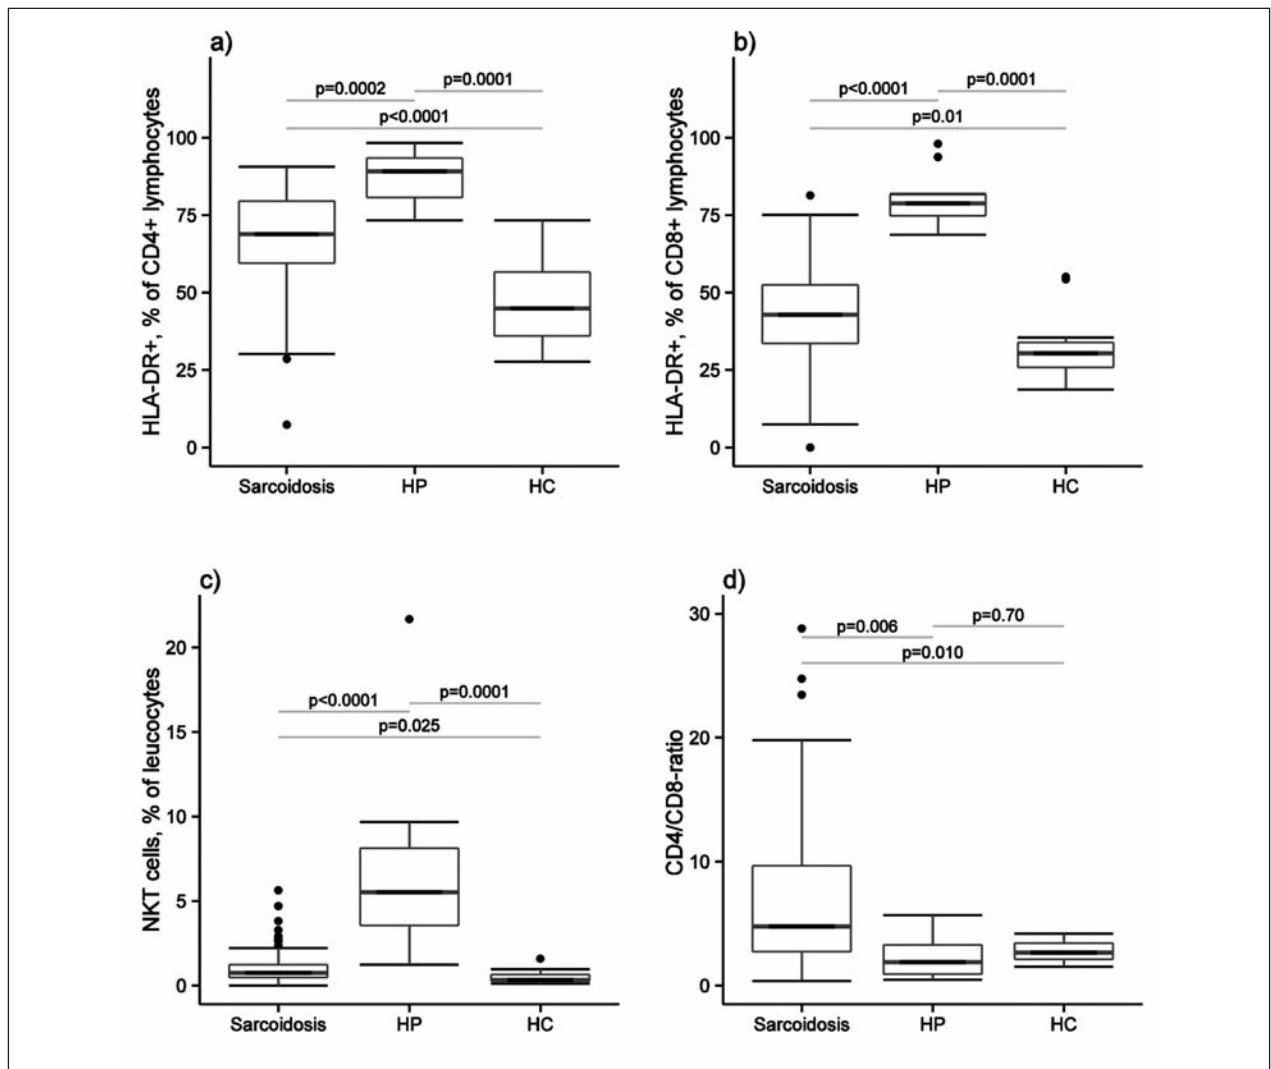 a)
p=0.0002
p=0.0001
p<0.0001
HLA-DR+, % of CD4+ lymphocytes
100
75
50
25
0
Sarcoidosis
HP
HC
b)
p<0.0001
p=0.0001
p=0.01
HLA-DR+, % of CD8+ lymphocytes
100
75
50
25
0
Sarcoidosis
HP
HC
c)
p<0.0001
p=0.0001
p=0.025
NKT cells, % of leucocytes
20
15
10
5
0
Sarcoidosis
HP
HC
d)
p=0.006
p=0.70
p=0.010
CD4/CD8-ratio
30
20
10
0
Sarcoidosis
HP
HC